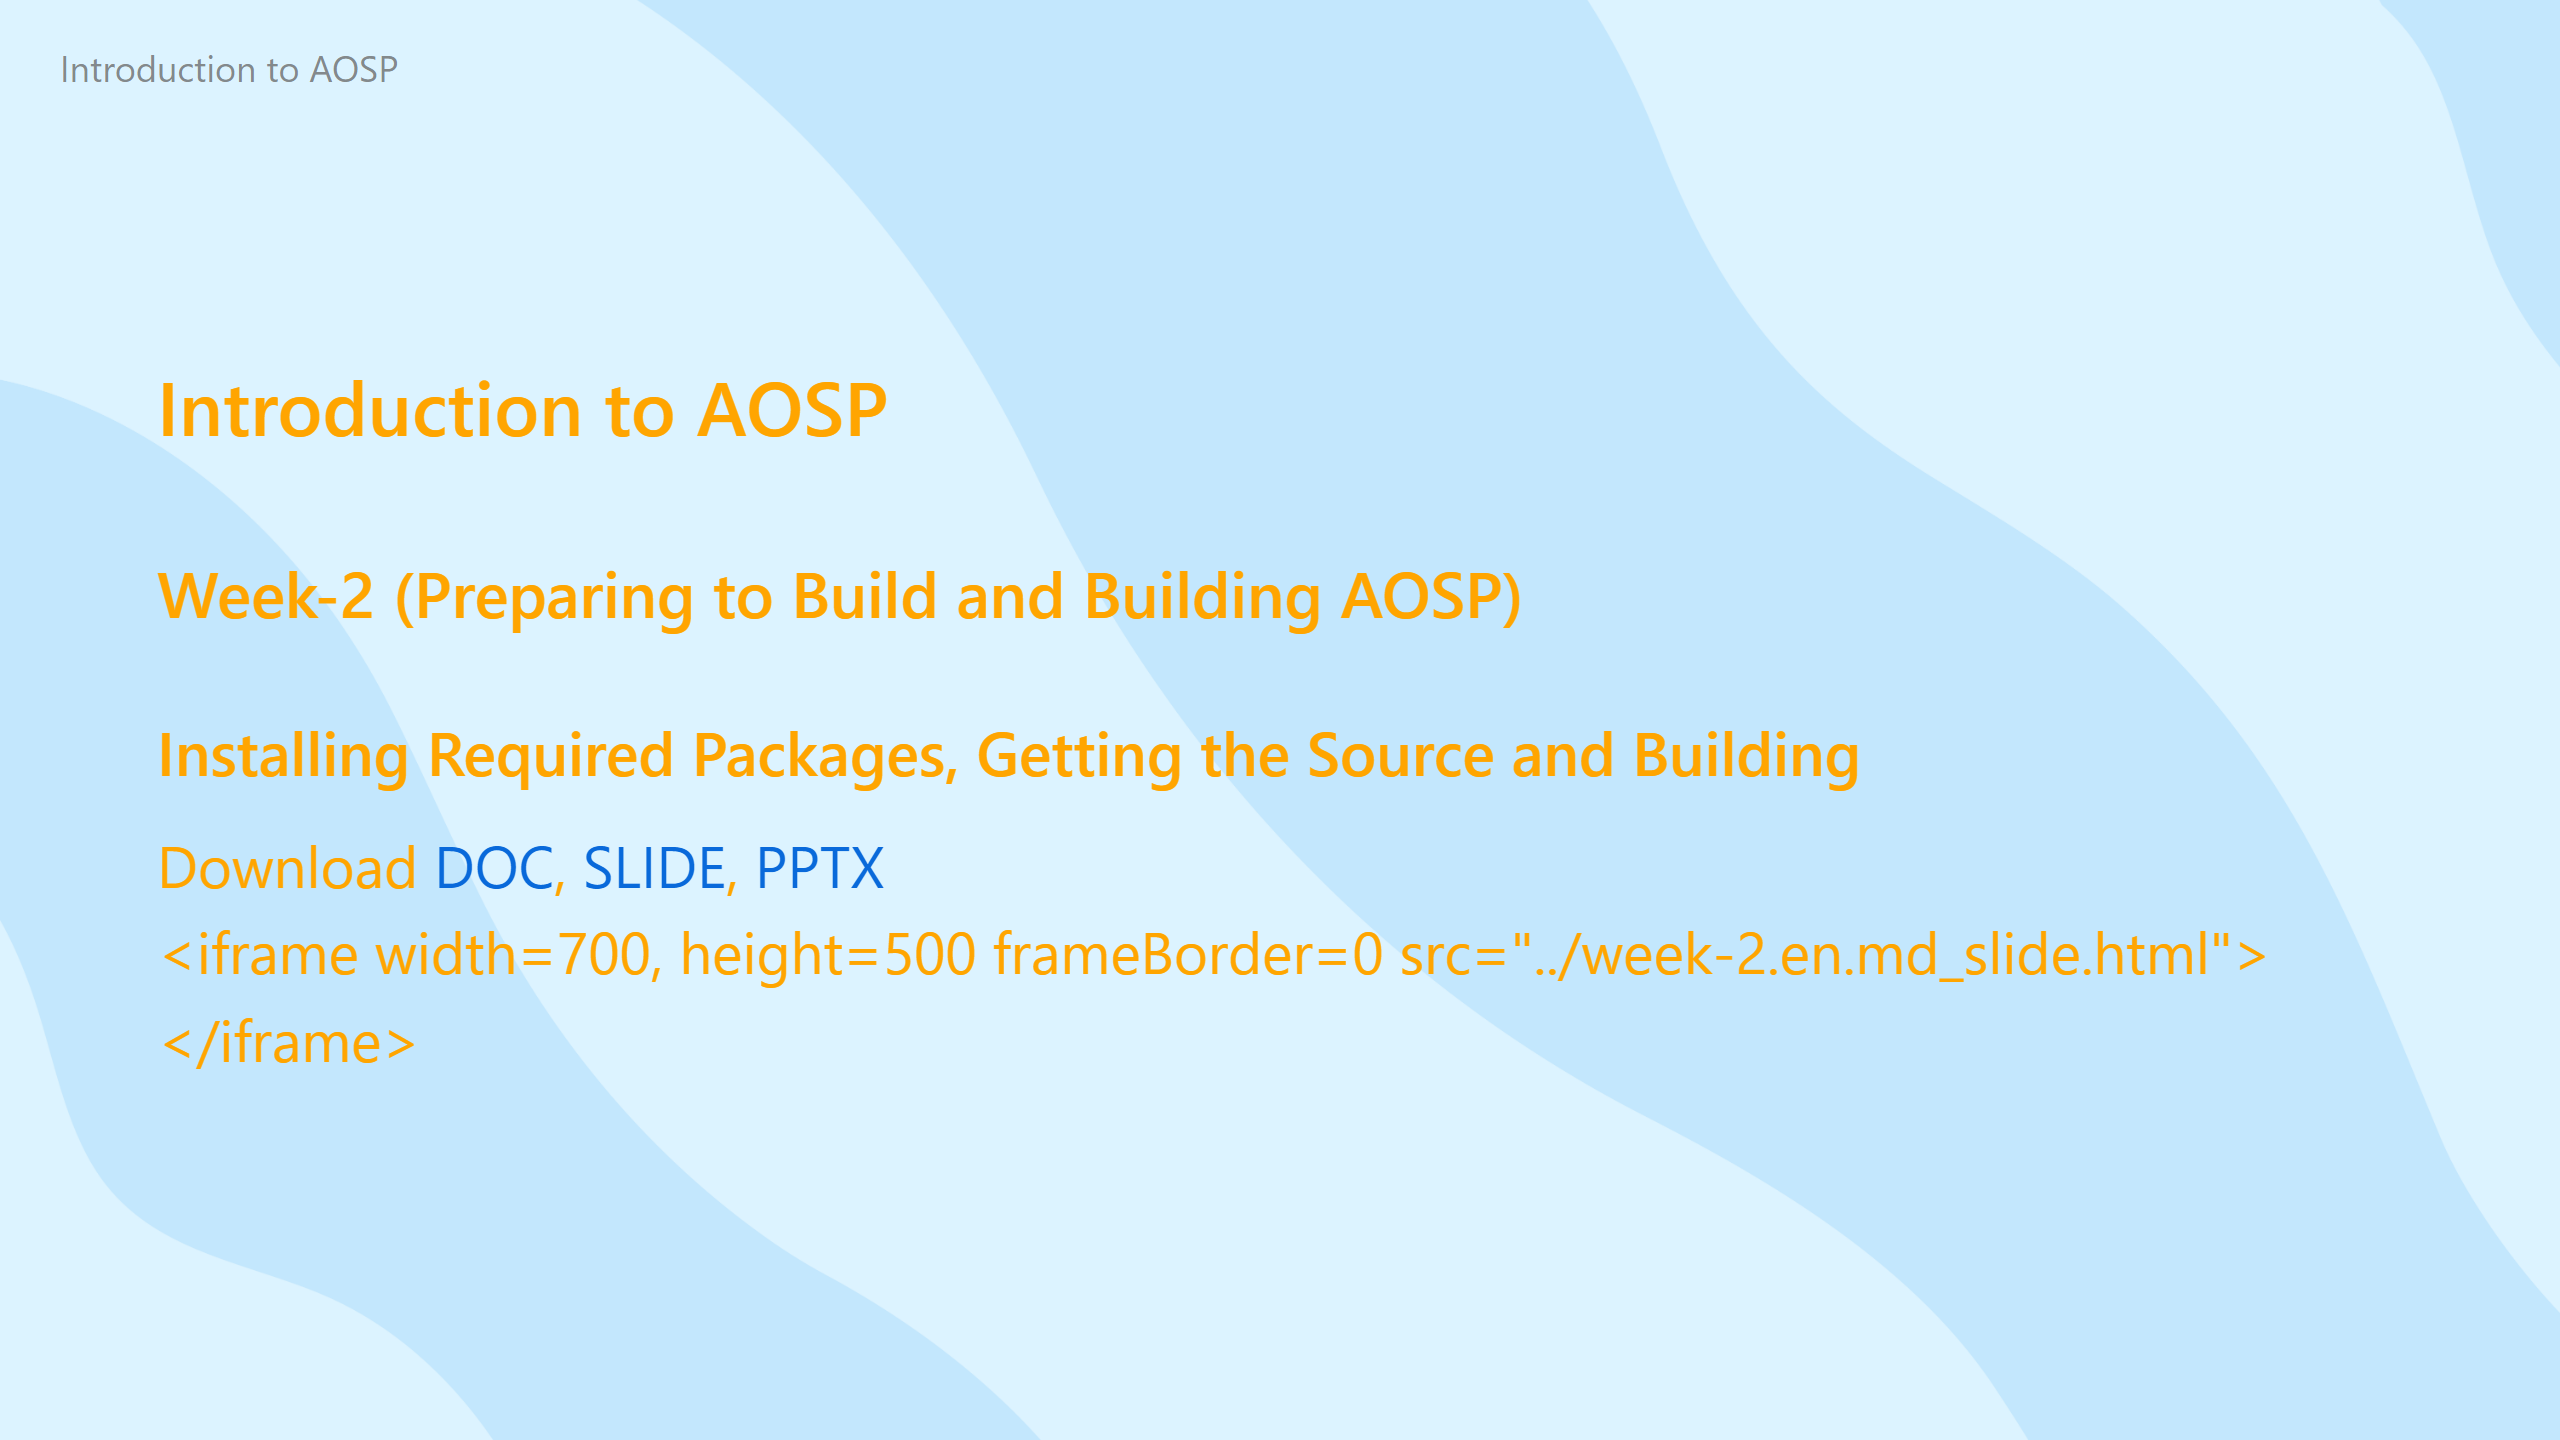 Introduction to AOSP
Introduction to AOSP
Week-2 (Preparing to Build and Building AOSP)
Installing Required Packages, Getting the Source and Building
Download DOC, SLIDE, PPTX
<iframe width=700, height=500 frameBorder=0 src="../week-2.en.md_slide.html">
</iframe>